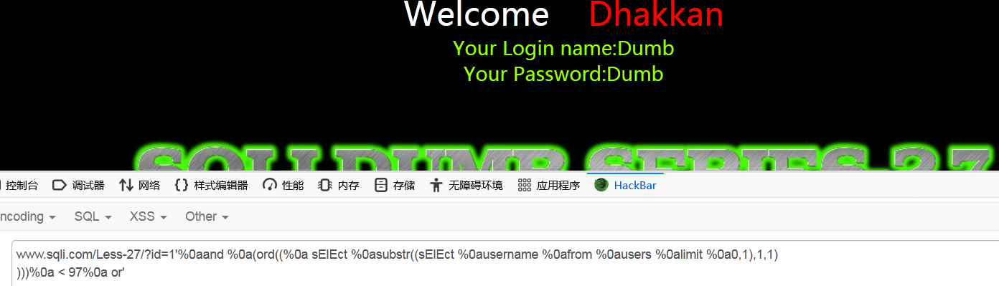 Welcome Dhakkan
Your Login name:Dumb
Your Password:Dumb
SQLI DUMB SERIES-27
控制台 调试器 网络 样式编辑器 性能 内存 存储 无障碍环境 应用程序 HackBar
ncoding SQL XSS Other
www.sqli.com/Less-27/?id=1'%0aand %0a(ord((%0a sElEct %0asubstr((sElEct %0ausername %0afrom %0ausers %0alimit %0a0,1),1,1)
)))%0a < 97%0a or'